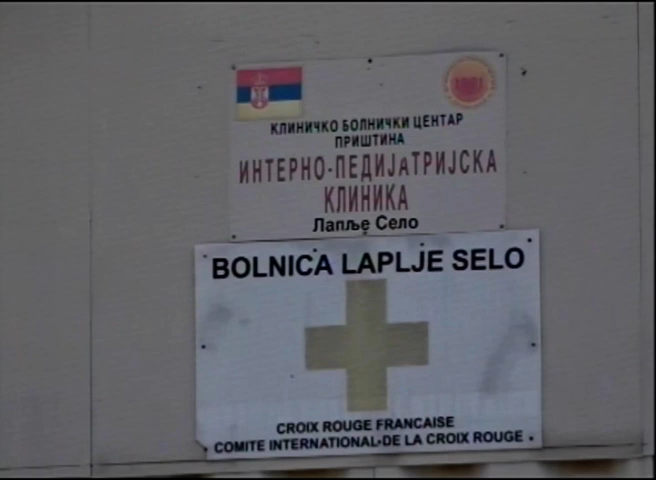 КЛИНИЧКО БОЛНИЧКИ ЦЕНТАР
ПРИШТИНА
ИНТЕРНО-ПЕДИЈаТРИЈСКА
КЛИНИКА
Лапље Село
BOLNICA LAPLJE SELO
CROIX ROUGE FRANCAISE
COMITE INTERNATIONAL-DE LA CROIX ROUGE